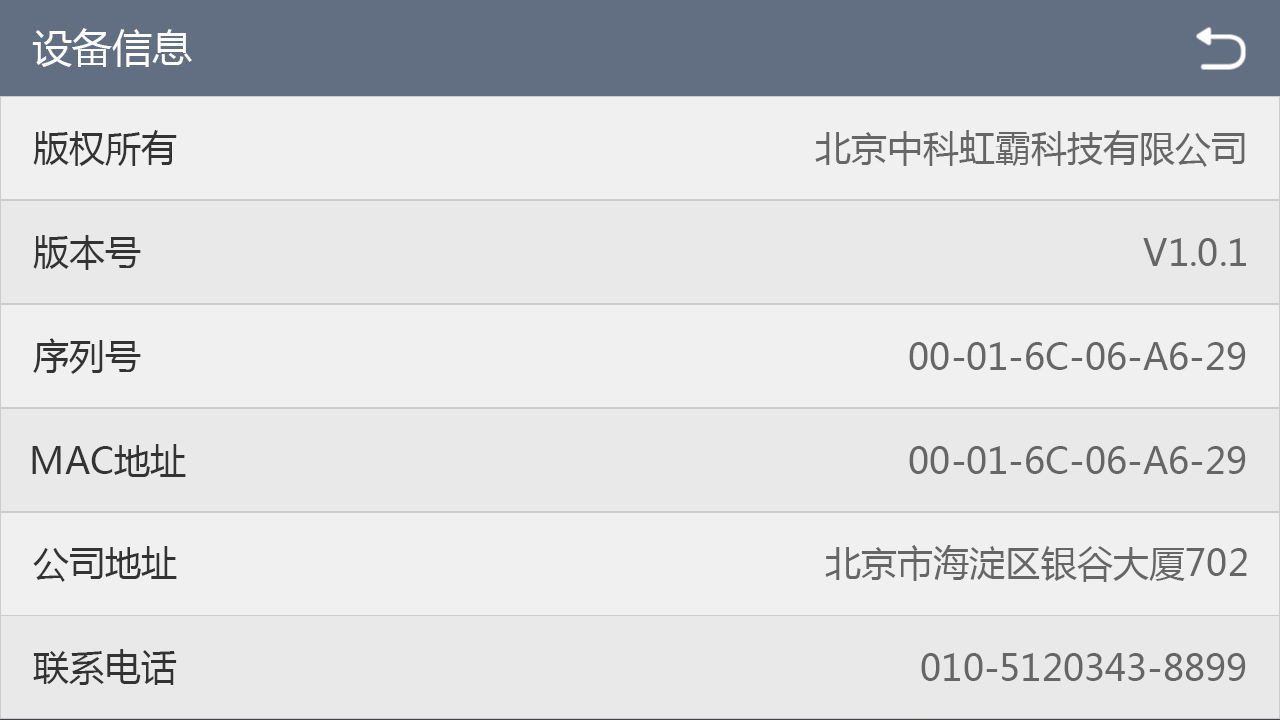 设备信息
版权所有 北京中科虹霸科技有限公司
版本号 V1.0.1
序列号 00-01-6C-06-A6-29
MAC地址 00-01-6C-06-A6-29
公司地址 北京市海淀区银谷大厦702
联系电话 010-5120343-8899